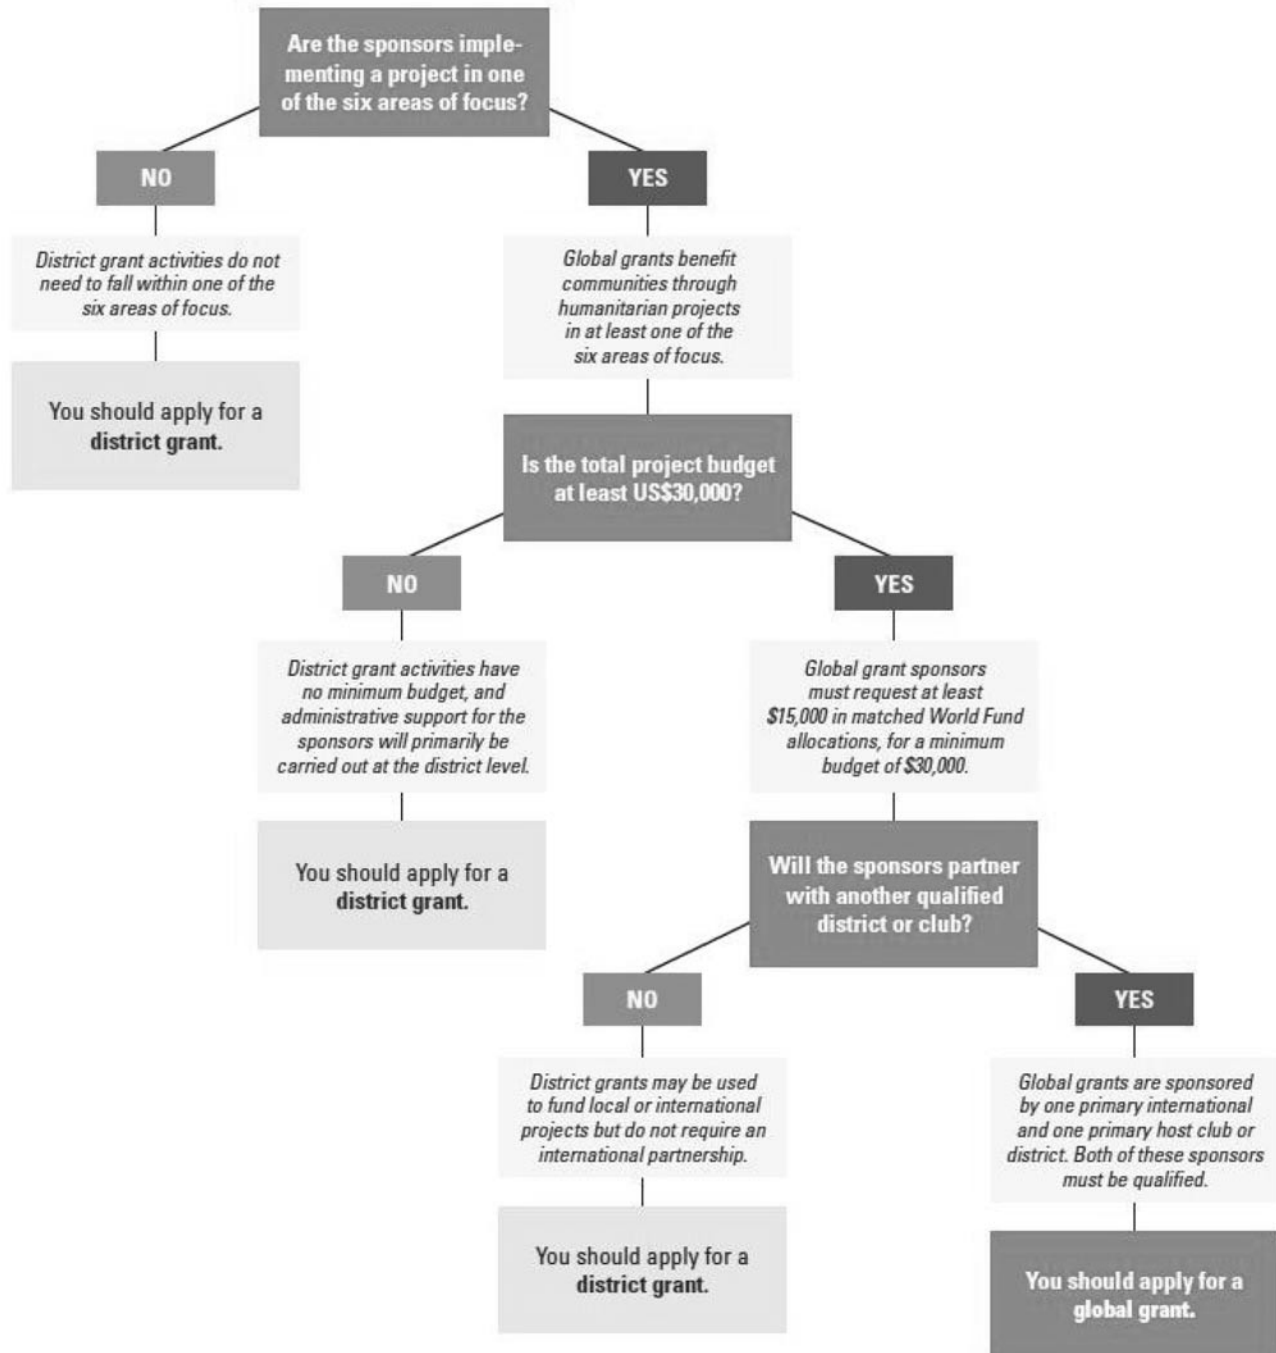 Are the sponsors imple-
menting a project in one
of the six areas of focus?
NO
YES
District grant activities do not
need to fall within one of the
six areas of focus.
Global grants benefit
communities through
humanitarian projects
in at least one of the
six areas of focus.
You should apply for a
district grant.
Is the total project budget
at least US$30,000?
NO
YES
District grant activities have
no minimum budget, and
administrative support for the
sponsors will primarily be
carried out at the district level.
Global grant sponsors
must request at least
$15,000 in matched World Fund
allocations, for a minimum
budget of $30,000.
You should apply for a
district grant.
Will the sponsors partner
with another qualified
district or club?
NO
YES
District grants may be used
to fund local or international
projects but do not require an
international partnership.
Global grants are sponsored
by one primary international
and one primary host club or
district. Both of these sponsors
must be qualified.
You should apply for a
district grant.
You should apply for a
global grant.